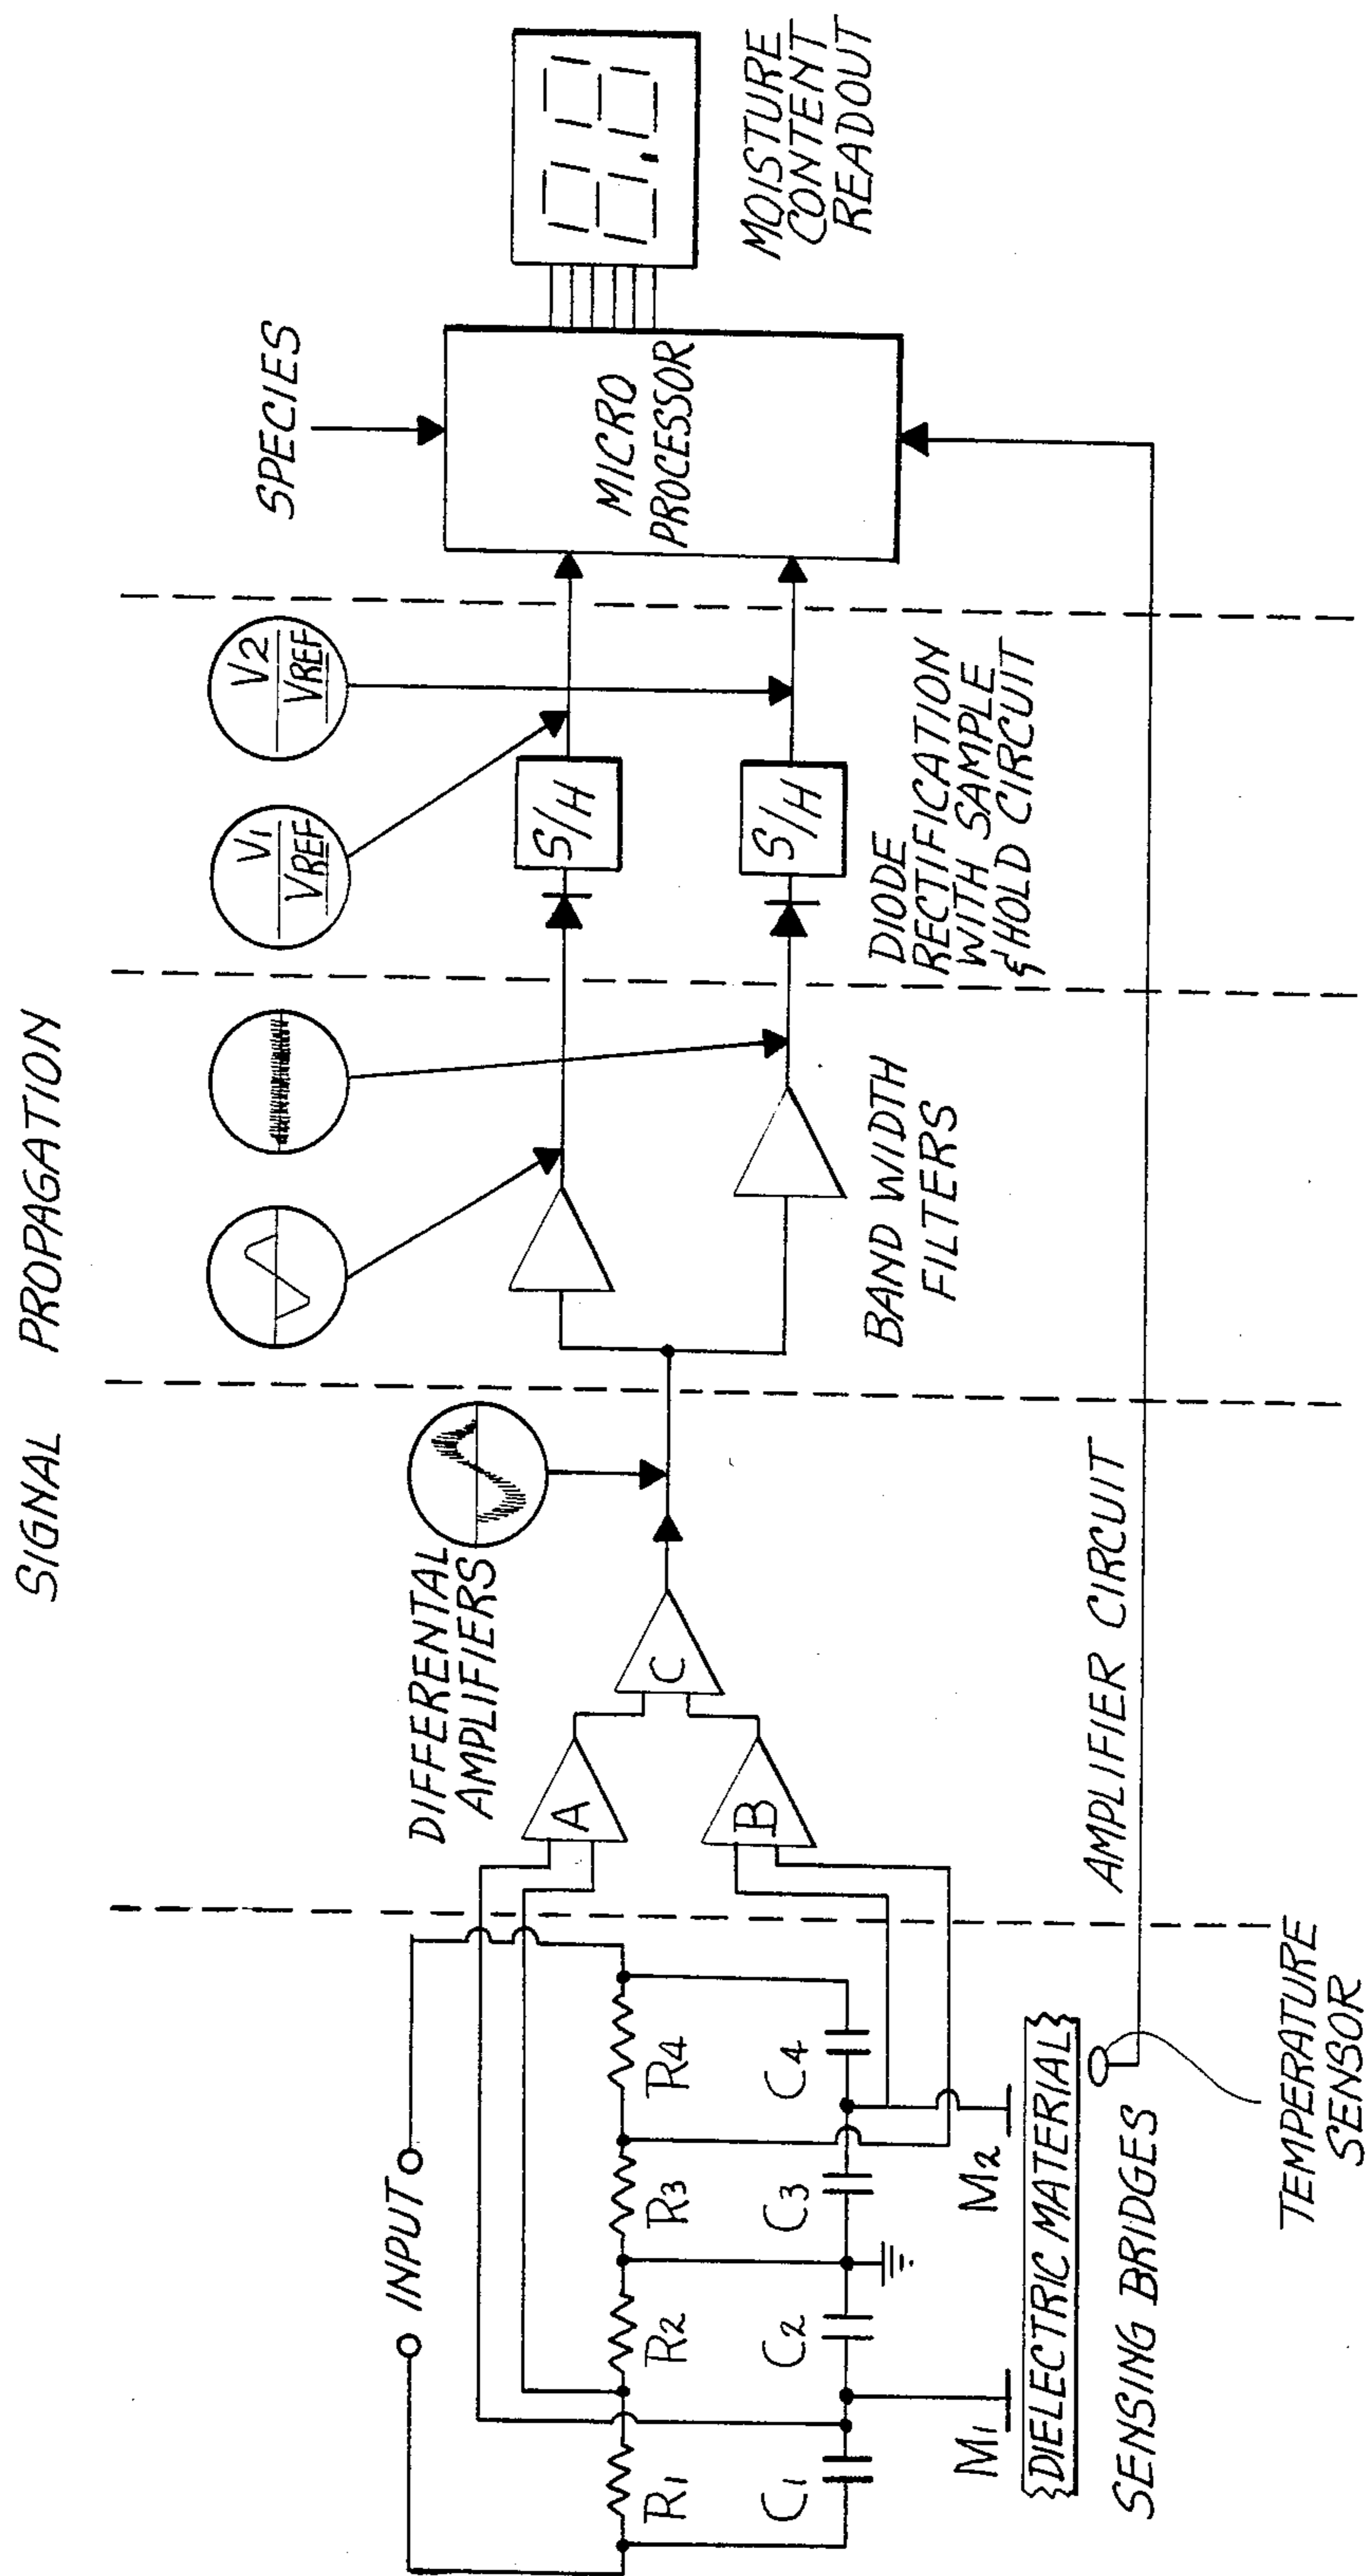 SIGNAL PROPAGATION
INPUT
R1
R2
R3
R4
C1
C2
C3
C4
M1
M2
DIELECTRIC MATERIAL
SENSING BRIDGES
TEMPERATURE
SENSOR
DIFFERENTAL
AMPLIFIERS
A
B
C
AMPLIFIER CIRCUIT
BAND WIDTH
FILTERS
V1
VREF
V2
VREF
S/H
S/H
DIODE
RECTIFICATION
WITH SAMPLE
& HOLD CIRCUIT
SPECIES
MICRO
PROCESSOR
88.8
MOISTURE
CONTENT
READOUT